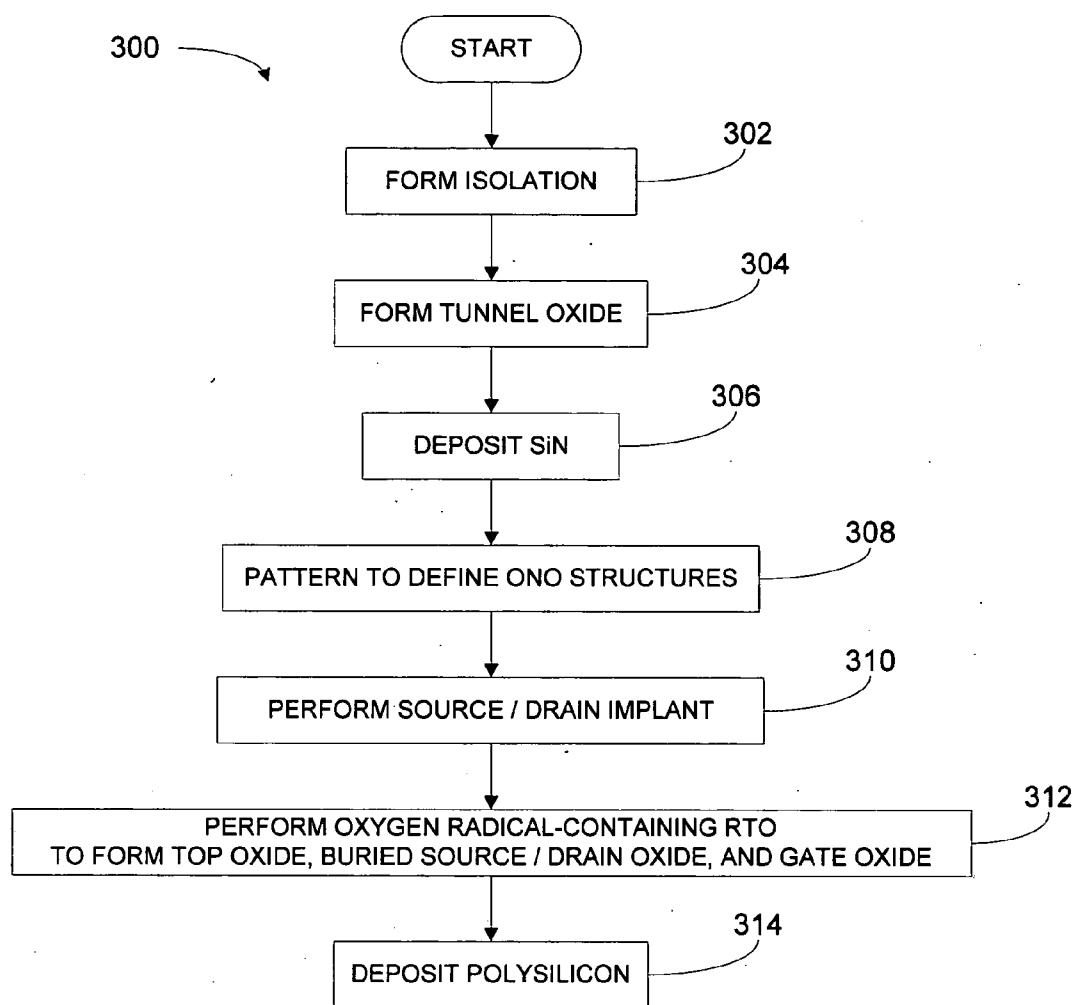 300
START
302
FORM ISOLATION
304
FORM TUNNEL OXIDE
306
DEPOSIT SiN
308
PATTERN TO DEFINE ONO STRUCTURES
310
PERFORM SOURCE / DRAIN IMPLANT
312
PERFORM OXYGEN RADICAL-CONTAINING RTO
TO FORM TOP OXIDE, BURIED SOURCE / DRAIN OXIDE, AND GATE OXIDE
314
DEPOSIT POLYSILICON